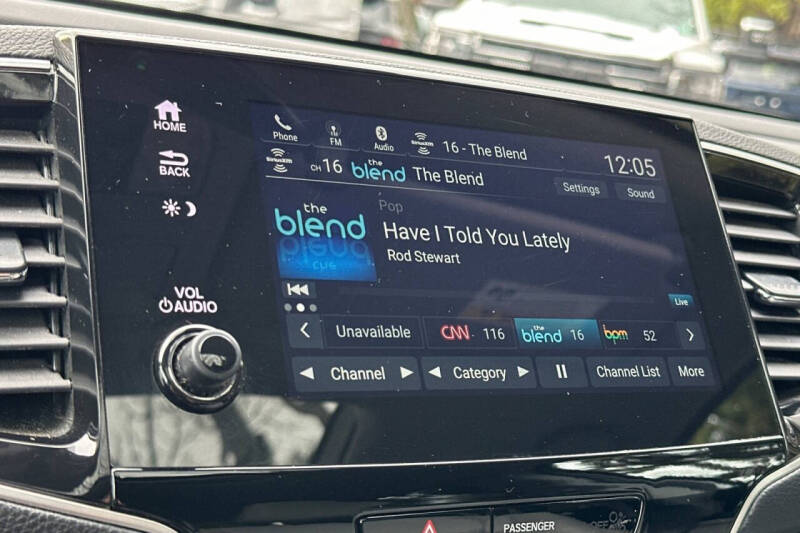 HOME
BACK
VOL
AUDIO
Phone
FM
Audio
SiriusXM
16 - The Blend
12:05
SiriusXM
CH 16
the blend
The Blend
Settings
Sound
the
blend
Pop
Have I Told You Lately
Rod Stewart
Live
Unavailable
CNN 116
the blend 16
bpm 52
Channel
Category
Channel List
More
PASSENGER
OFF